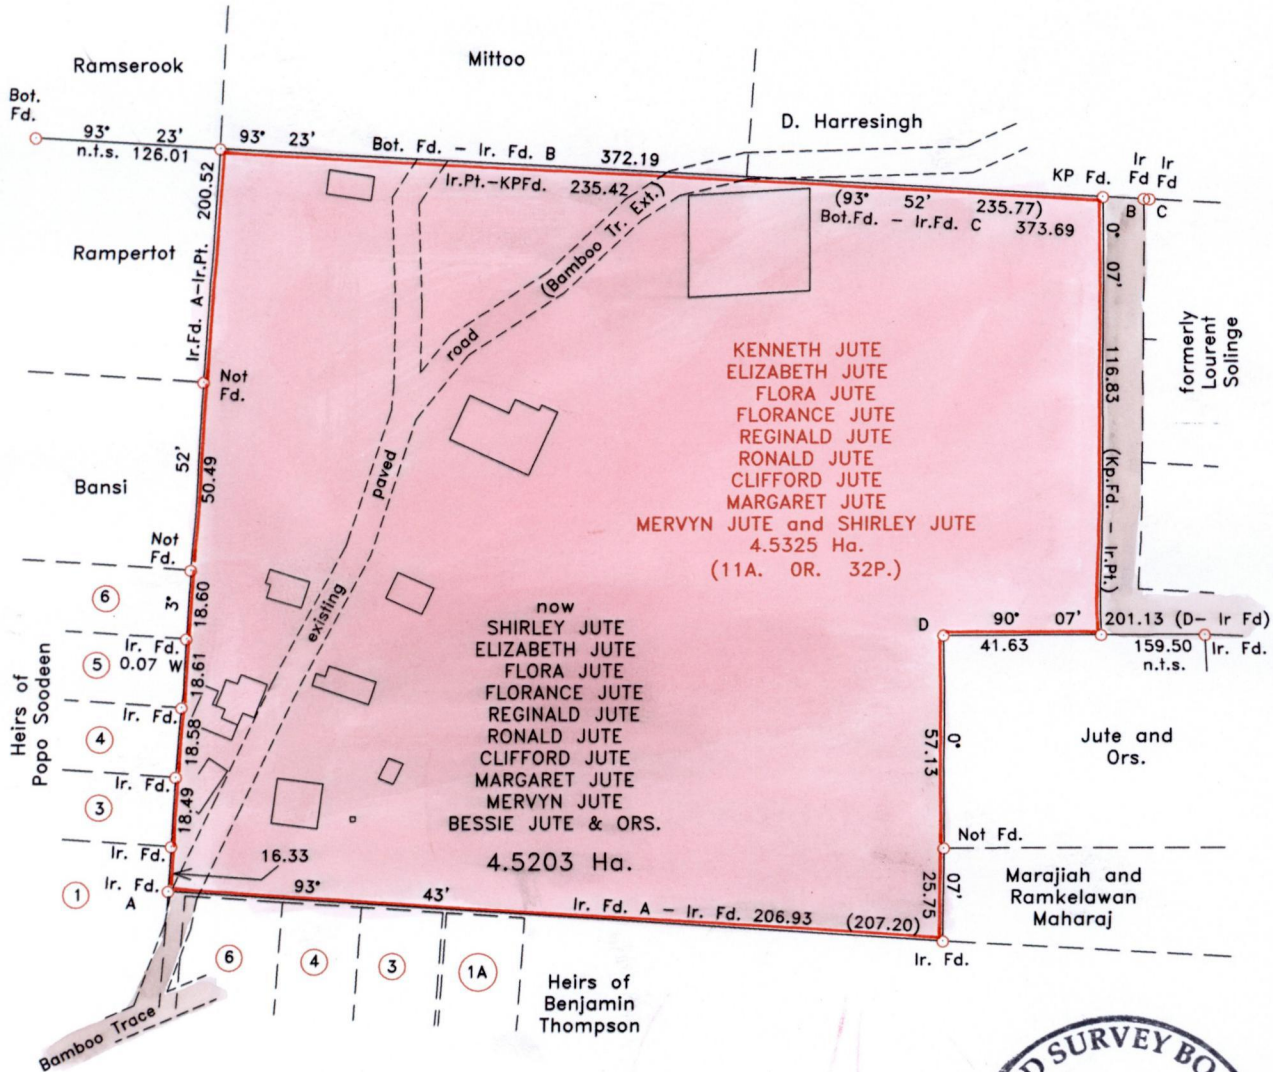 Ramserook
Mittoo
D. Harresingh
Bot.
Fd.
93° 23'
n.t.s. 126.01
93° 23'
Bot. Fd. - Ir. Fd. B 372.19
Ir.Pt.-KPFd. 235.42
(93° 52' 235.77)
Bot.Fd. - Ir.Fd. C 373.69
KP Fd.
Ir Ir
Fd Fd
B C
Rampertot
Ir.Fd. A-Ir.Pt. 200.52
(Bamboo Tr. Ext.)
road
paved
existing
0° 07' 116.83 (Kp.Fd. - Ir.Pt.)
formerly
Lourent
Solinge
Not
Fd.
KENNETH JUTE
ELIZABETH JUTE
FLORA JUTE
FLORANCE JUTE
REGINALD JUTE
RONALD JUTE
CLIFFORD JUTE
MARGARET JUTE
MERVYN JUTE and SHIRLEY JUTE
4.5325 Ha.
(11A. 0R. 32P.)
Bansi
52'
50.49
Not
Fd.
6
3°
18.60
Ir. Fd.
5 0.07 W
18.61
Ir. Fd.
4
18.58
Ir. Fd.
3
18.49
Ir. Fd.
Heirs of
Popo Soodeen
now
SHIRLEY JUTE
ELIZABETH JUTE
FLORA JUTE
FLORANCE JUTE
REGINALD JUTE
RONALD JUTE
CLIFFORD JUTE
MARGARET JUTE
MERVYN JUTE
BESSIE JUTE & ORS.
4.5203 Ha.
D
90° 07'
41.63
201.13 (D- Ir Fd)
159.50
n.t.s.
Ir. Fd.
57.13
0°
Jute and
Ors.
Not Fd.
25.75
07'
Marajiah and
Ramkelawan
Maharaj
16.33
1
Ir. Fd.
A
93° 43'
Ir. Fd. A - Ir. Fd. 206.93 (207.20)
Ir. Fd.
6
4
3
1A
Heirs of
Benjamin
Thompson
Bamboo Trace
D SURVEY BO